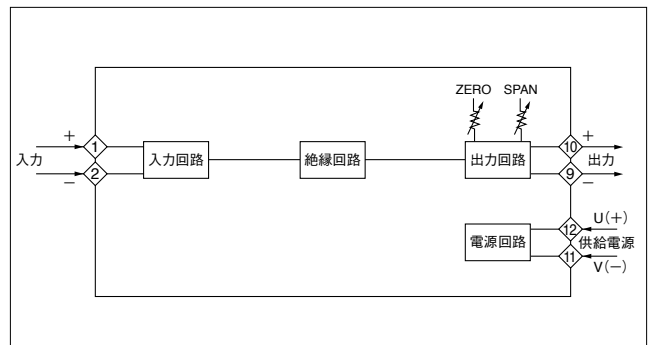 ZERO SPAN
+ 1 10 +
入力 入力回路 絶縁回路 出力回路 出力
− 2 9 −
12 U(+)
電源回路 供給電源
11 V(−)